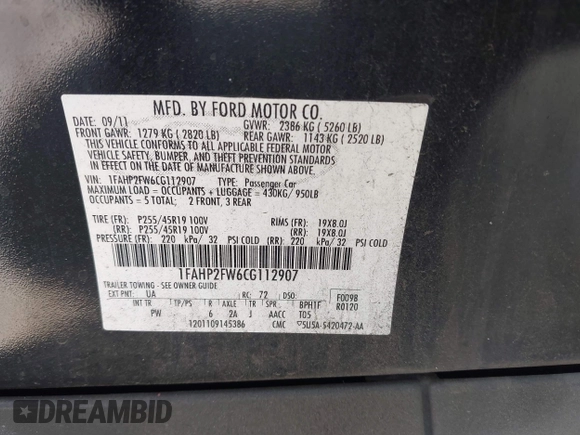 MFD. BY FORD MOTOR CO.
DATE: 09/11 GVWR: 2386 KG ( 5260 LB)
FRONT GAWR: 1279 KG ( 2820 LB) REAR GAWR: 1143 KG ( 2520 LB)
THIS VEHICLE CONFORMS TO ALL APPLICABLE FEDERAL MOTOR
VEHICLE SAFETY, BUMPER, AND THEFT PREVENTION STANDARDS
IN EFFECT ON THE DATE OF MANUFACTURE SHOWN ABOVE.
VIN: 1FAHP2FW6CG112907 TYPE: Passenger Car
MAXIMUM LOAD = OCCUPANTS + LUGGAGE = 430KG/ 950LB
OCCUPANTS = 5 TOTAL; 2 FRONT, 3 REAR
TIRE (FR): P255/45R19 100V RIMS (FR): 19X8.0J
TIRE (RR): P255/45R19 100V RIMS (RR): 19X8.0J
PRESSURE (FR): 220 kPa/ 32 PSI COLD (RR): 220 kPa/ 32 PSI COLD
1FAHP2FW6CG112907
TRAILER TOWING - SEE OWNER GUIDE
EXT PNT: UA RC: 72 DSO: F0098
INT TR TP/PS R AXLE TR SPR BPHTF R0120
PW 6 2A J AACC T05
1201109145386 CMC 5U5A-5420472-AA
DREAMBID